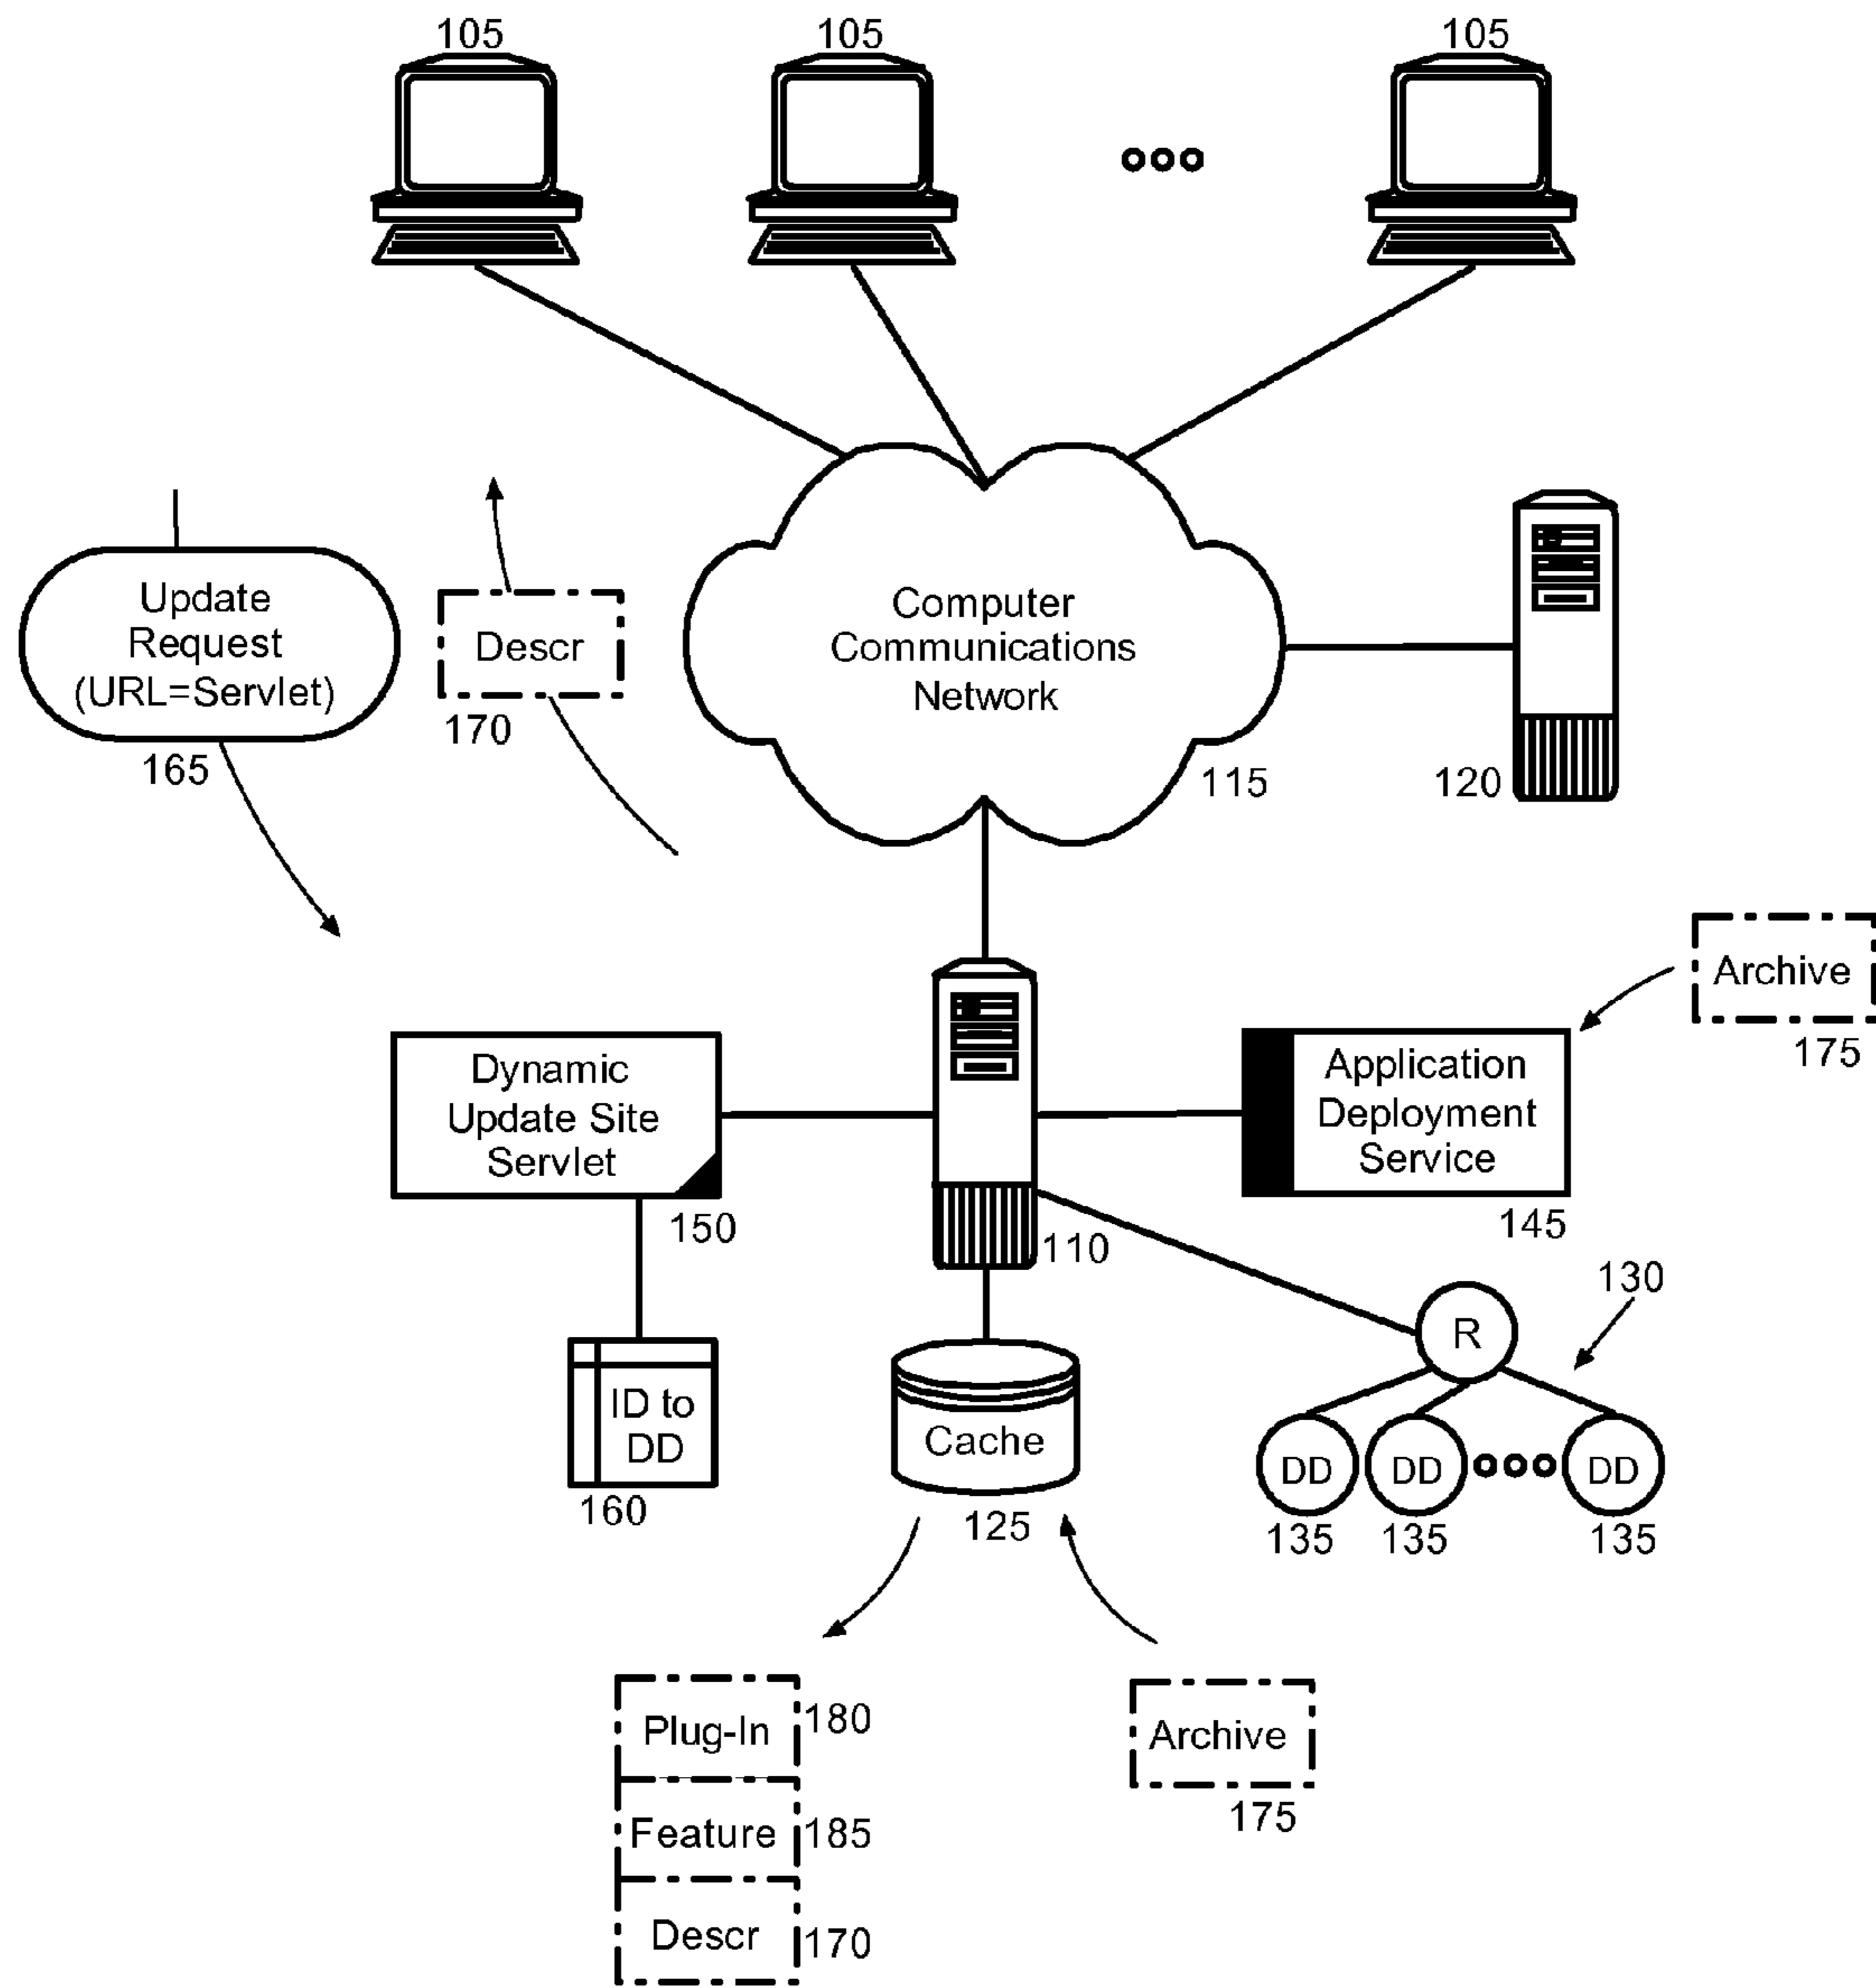 105
105
105
Update
Request
(URL=Servlet)
165
Descr
170
Computer
Communications
Network
115
120
Archive
175
Dynamic
Update Site
Servlet
150
110
Application
Deployment
Service
145
130
R
ID to
DD
160
Cache
125
DD
DD
DD
135
135
135
Plug-In
180
Feature
185
Descr
170
Archive
175